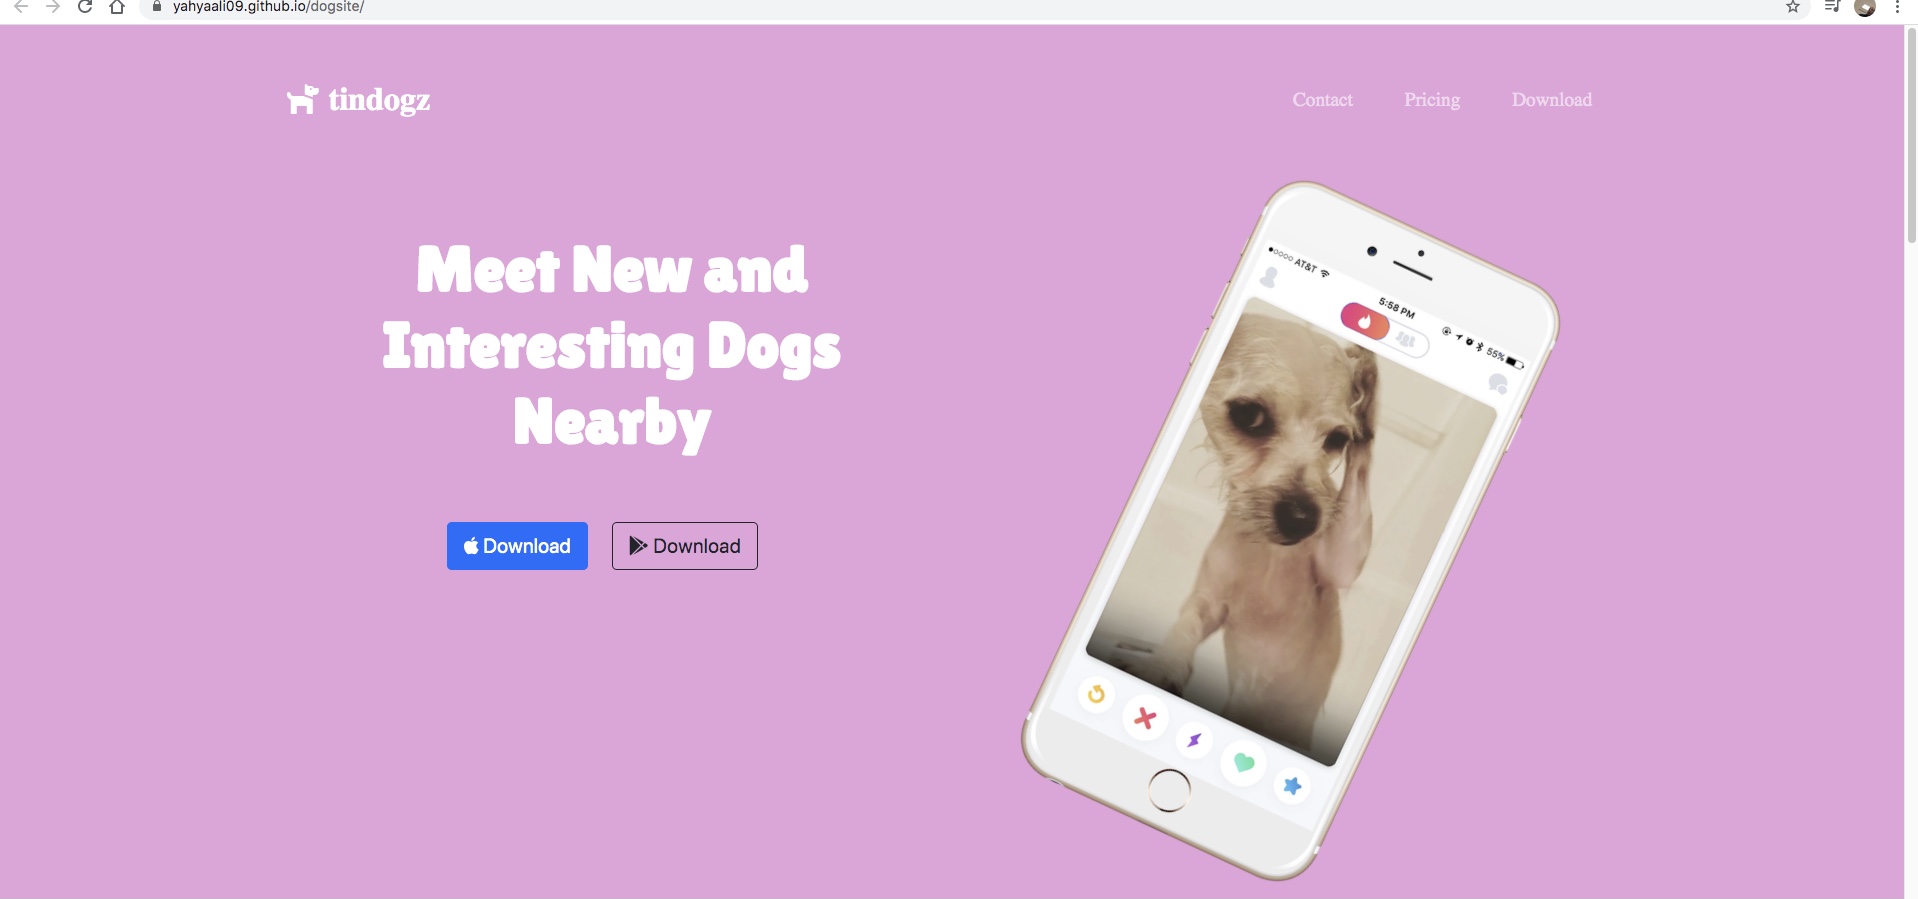 yahyaali09.github.io/dogsite/
tindogz
Contact
Pricing
Download
Meet New and
Interesting Dogs
Nearby
Download
Download
AT&T
5:58 PM
55%